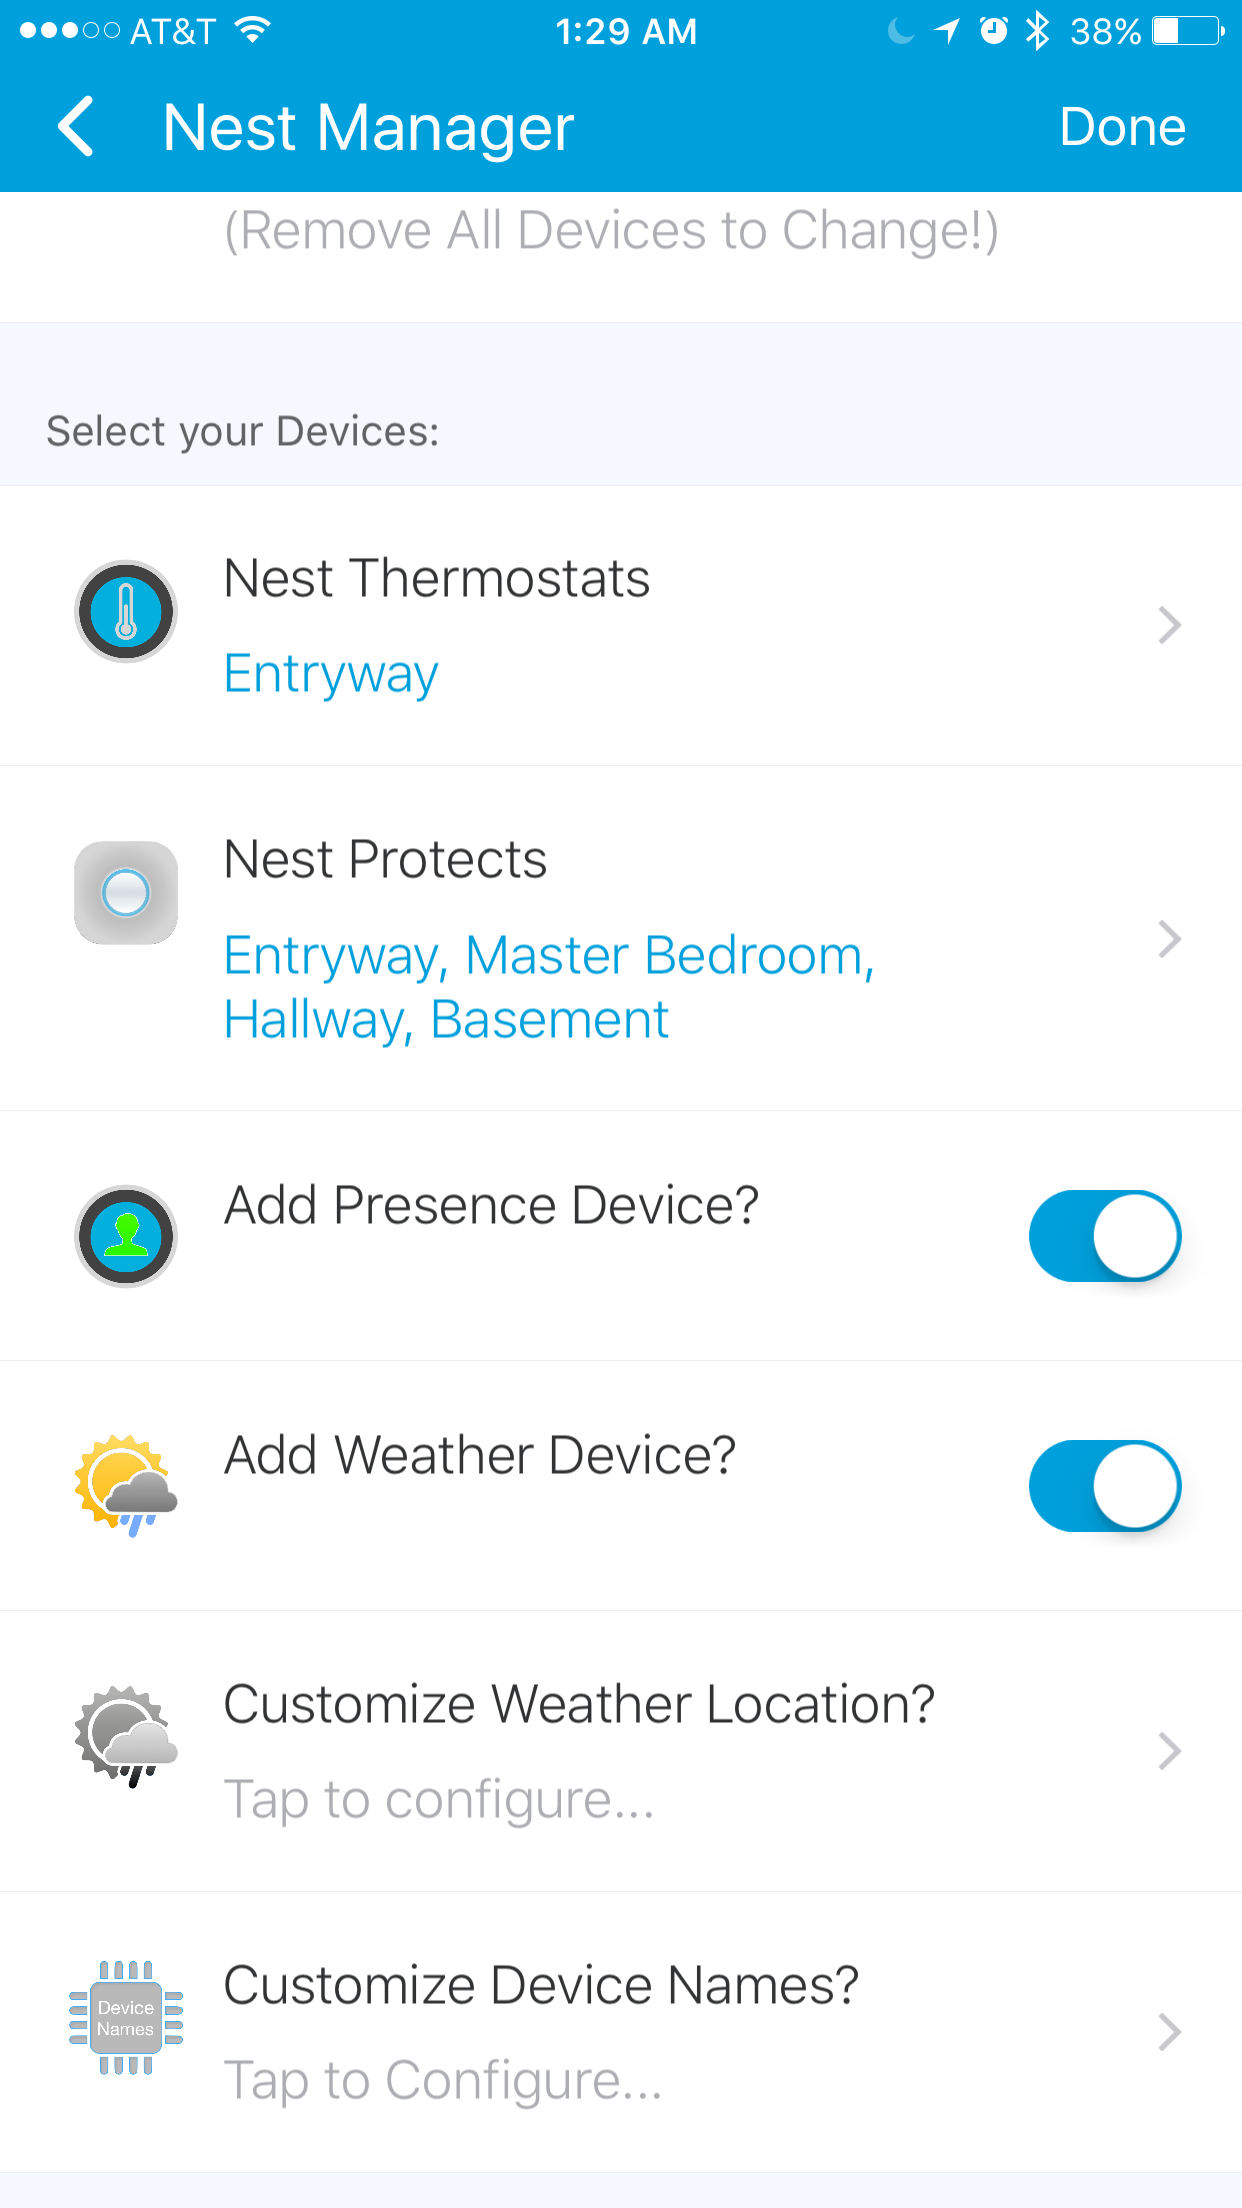 AT&T 1:29 AM 38%
Nest Manager Done
(Remove All Devices to Change!)
Select your Devices:
Nest Thermostats
Entryway
Nest Protects
Entryway, Master Bedroom,
Hallway, Basement
Add Presence Device?
Add Weather Device?
Customize Weather Location?
Tap to configure...
Customize Device Names?
Device
Names
Tap to Configure...